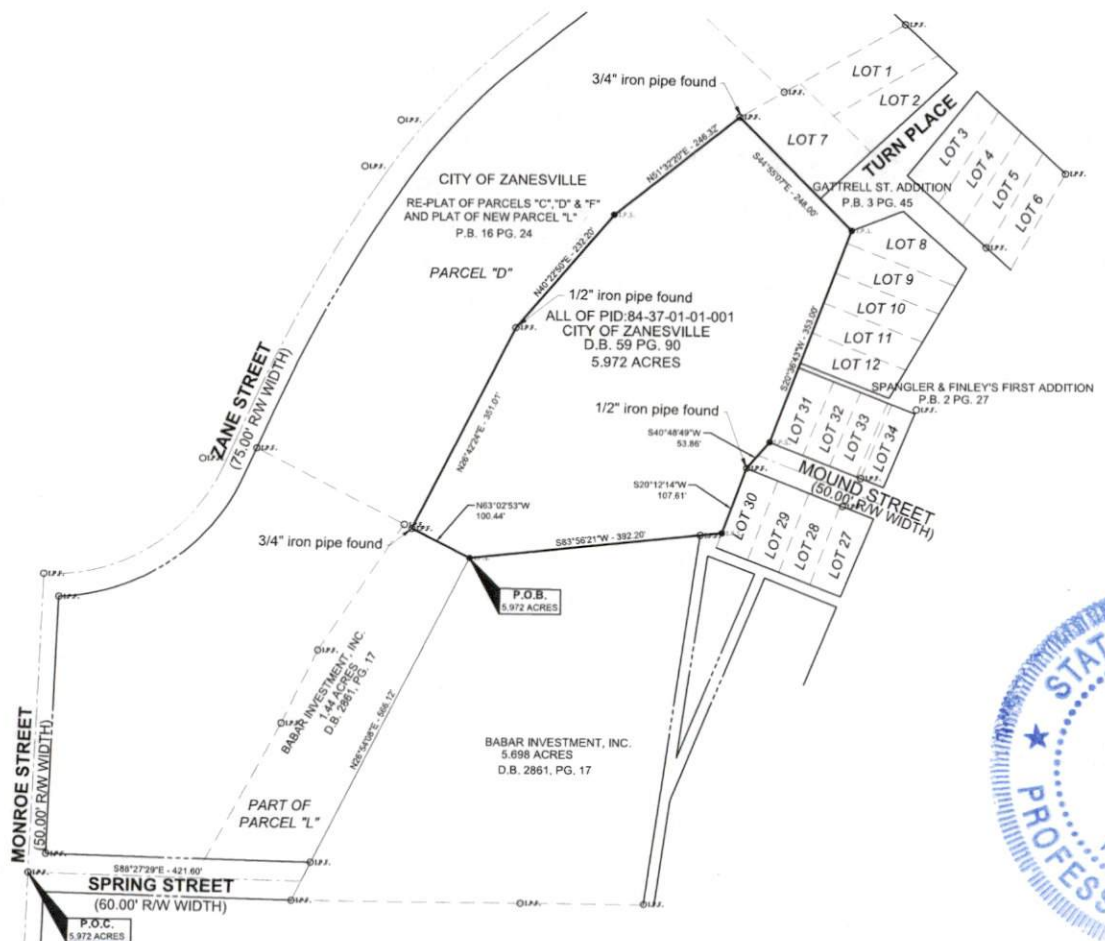 3/4" iron pipe found
LOT 1
LOT 2
LOT 7
TURN PLACE
LOT 3
LOT 4
LOT 5
LOT 6
I.P.F.
I.P.F.
I.P.F.
I.P.F.
I.P.F.
I.P.F.
I.P.F.
N51°32'20"E - 246.32'
S44°55'07"E - 248.00'
CITY OF ZANESVILLE
RE-PLAT OF PARCELS "C","D" & "F"
AND PLAT OF NEW PARCEL "L"
P.B. 16 PG. 24
PARCEL "D"
GATTRELL ST. ADDITION
P.B. 3 PG. 45
LOT 8
LOT 9
LOT 10
LOT 11
LOT 12
N40°22'50"E - 232.20'
1/2" iron pipe found
I.P.F.
ALL OF PID:84-37-01-01-001
CITY OF ZANESVILLE
D.B. 59 PG. 90
5.972 ACRES
S20°36'43"W - 353.00'
ZANE STREET
(75.00' R/W WIDTH)
I.P.F.
I.P.F.
SPANGLER & FINLEY'S FIRST ADDITION
P.B. 2 PG. 27
I.P.F.
LOT 31
LOT 32
LOT 33
LOT 34
1/2" iron pipe found
S40°48'49"W
53.86'
I.P.F.
I.P.F.
MOUND STREET
(50.00' R/W WIDTH)
I.P.F.
S20°12'14"W
107.61'
LOT 30
LOT 29
LOT 28
LOT 27
N26°42'24"E - 351.01'
N63°02'53"W
100.44'
3/4" iron pipe found
I.P.F.
I.P.F.
S83°56'21"W - 392.20'
I.P.F.
P.O.B.
5.972 ACRES
I.P.F.
I.P.F.
I.P.F.
I.P.F.
BABAR INVESTMENT, INC.
1.44 ACRES
D.B. 2861, PG. 17
N26°54'08"E - 566.12'
BABAR INVESTMENT, INC.
5.698 ACRES
D.B. 2861, PG. 17
PART OF
PARCEL "L"
MONROE STREET
(50.00' R/W WIDTH)
I.P.F.
I.P.F.
I.P.F.
S88°27'29"E - 421.60'
SPRING STREET
(60.00' R/W WIDTH)
I.P.F.
I.P.F.
I.P.F.
P.O.C.
5.972 ACRES
STAT
PROFESS